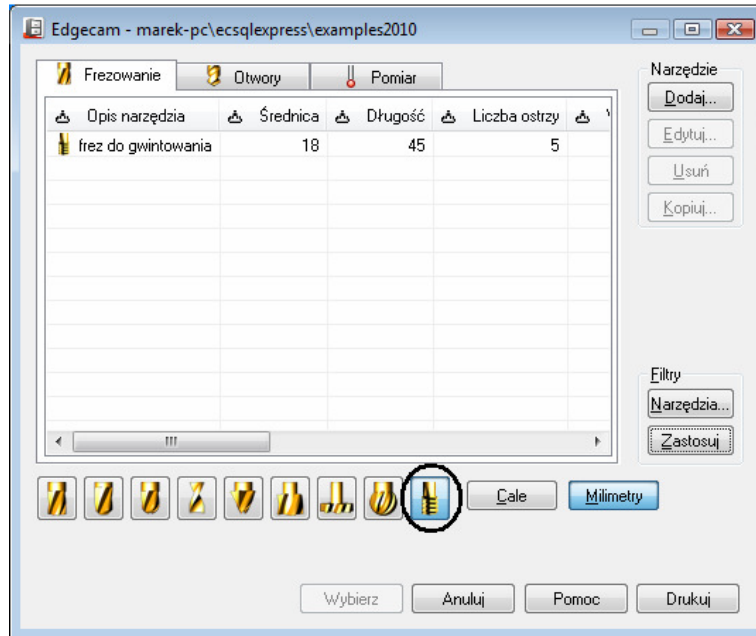 Edgecam - marek-pc\ecsqlexpress\examples2010
Frezowanie Otwory Pomiar
Opis narzędzia Średnica Długość Liczba ostrzy
frez do gwintowania 18 45 5
Narzędzie
Dodaj...
Edytuj...
Usuń
Kopiuj...
Filtry
Narzędzia...
Zastosuj
Cale Milimetry
Wybierz Anuluj Pomoc Drukuj